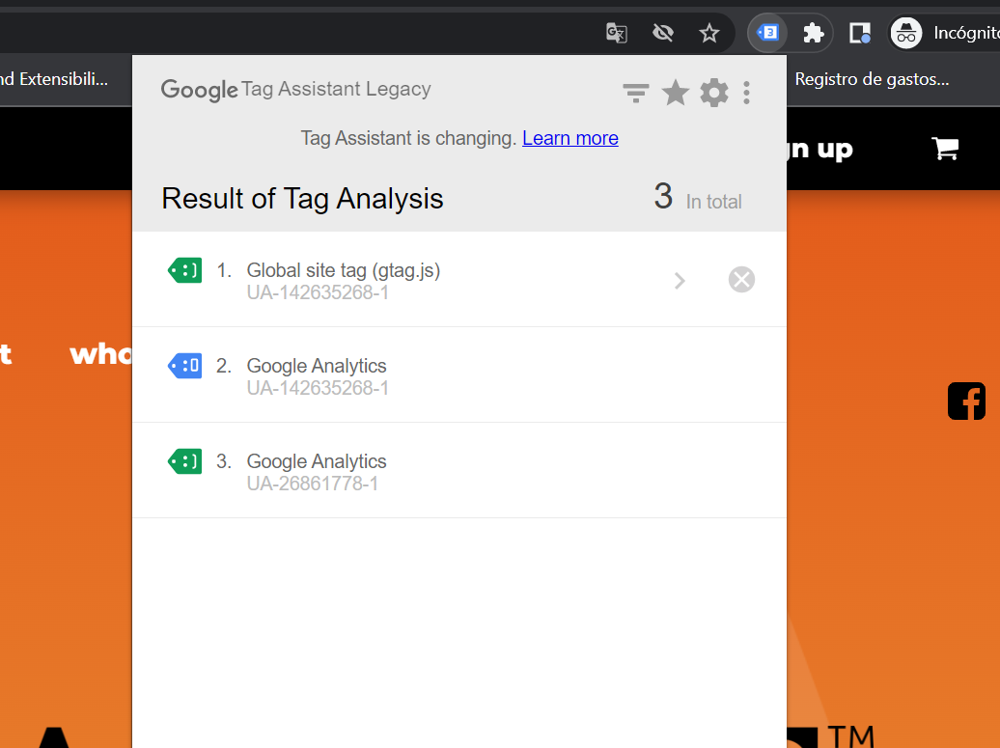 Incógnito
nd Extensibili...
Registro de gastos...
Google Tag Assistant Legacy
Tag Assistant is changing. Learn more
gn up
Result of Tag Analysis
3 In total
1. Global site tag (gtag.js)
UA-142635268-1
t
who
2. Google Analytics
UA-142635268-1
3. Google Analytics
UA-26861778-1
TM